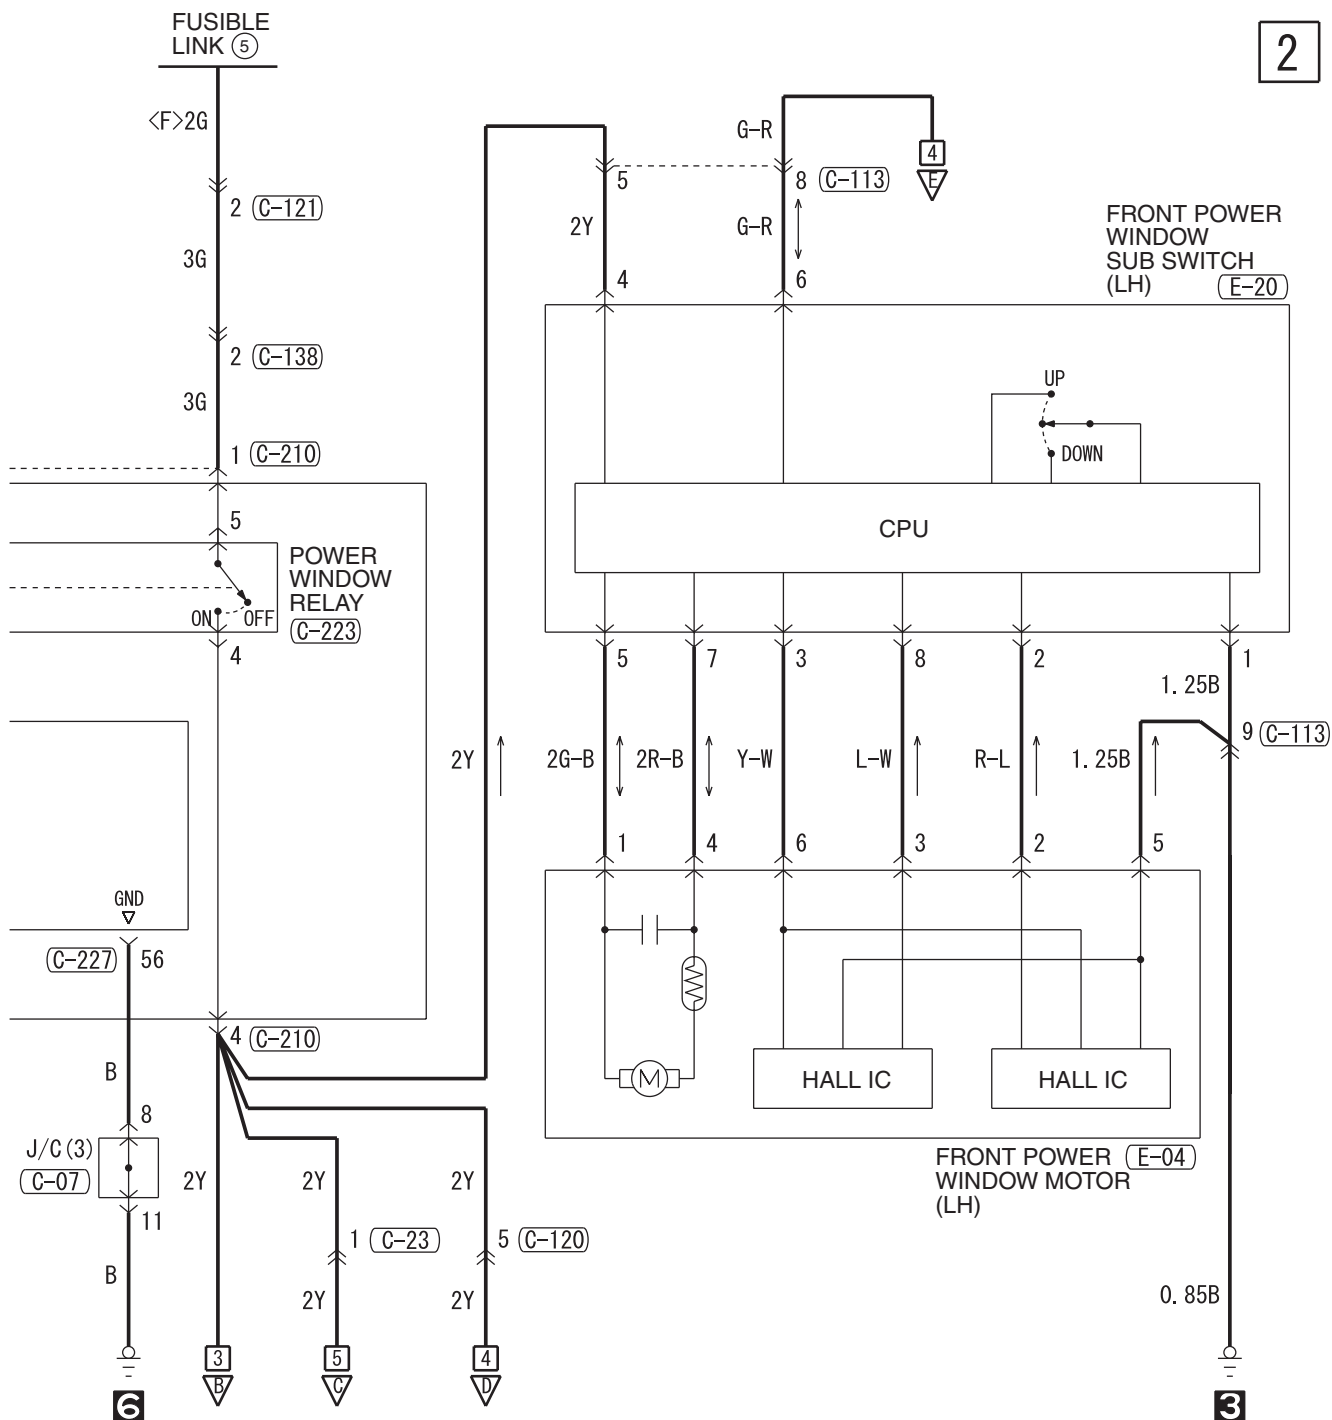 FUSIBLE
LINK ⑤
2
<F>2G
G-R
4
E
5
8 (C-113)
2 (C-121)
2Y
G-R
FRONT POWER
WINDOW
SUB SWITCH
(LH)
E-20
3G
4
6
2 (C-138)
3G
UP
DOWN
1 (C-210)
5
CPU
POWER
WINDOW
RELAY
C-223
ON
OFF
4
5
7
3
8
2
1
1.25B
9 (C-113)
2Y
2G-B
2R-B
Y-W
L-W
R-L
1.25B
1
4
6
3
2
5
GND
C-227
56
4 (C-210)
B
M
HALL IC
HALL IC
8
J/C(3)
C-07
11
2Y
2Y
2Y
FRONT POWER
WINDOW MOTOR
(LH)
E-04
1 (C-23)
5 (C-120)
B
2Y
2Y
0.85B
3
B
5
C
4
D
6
3